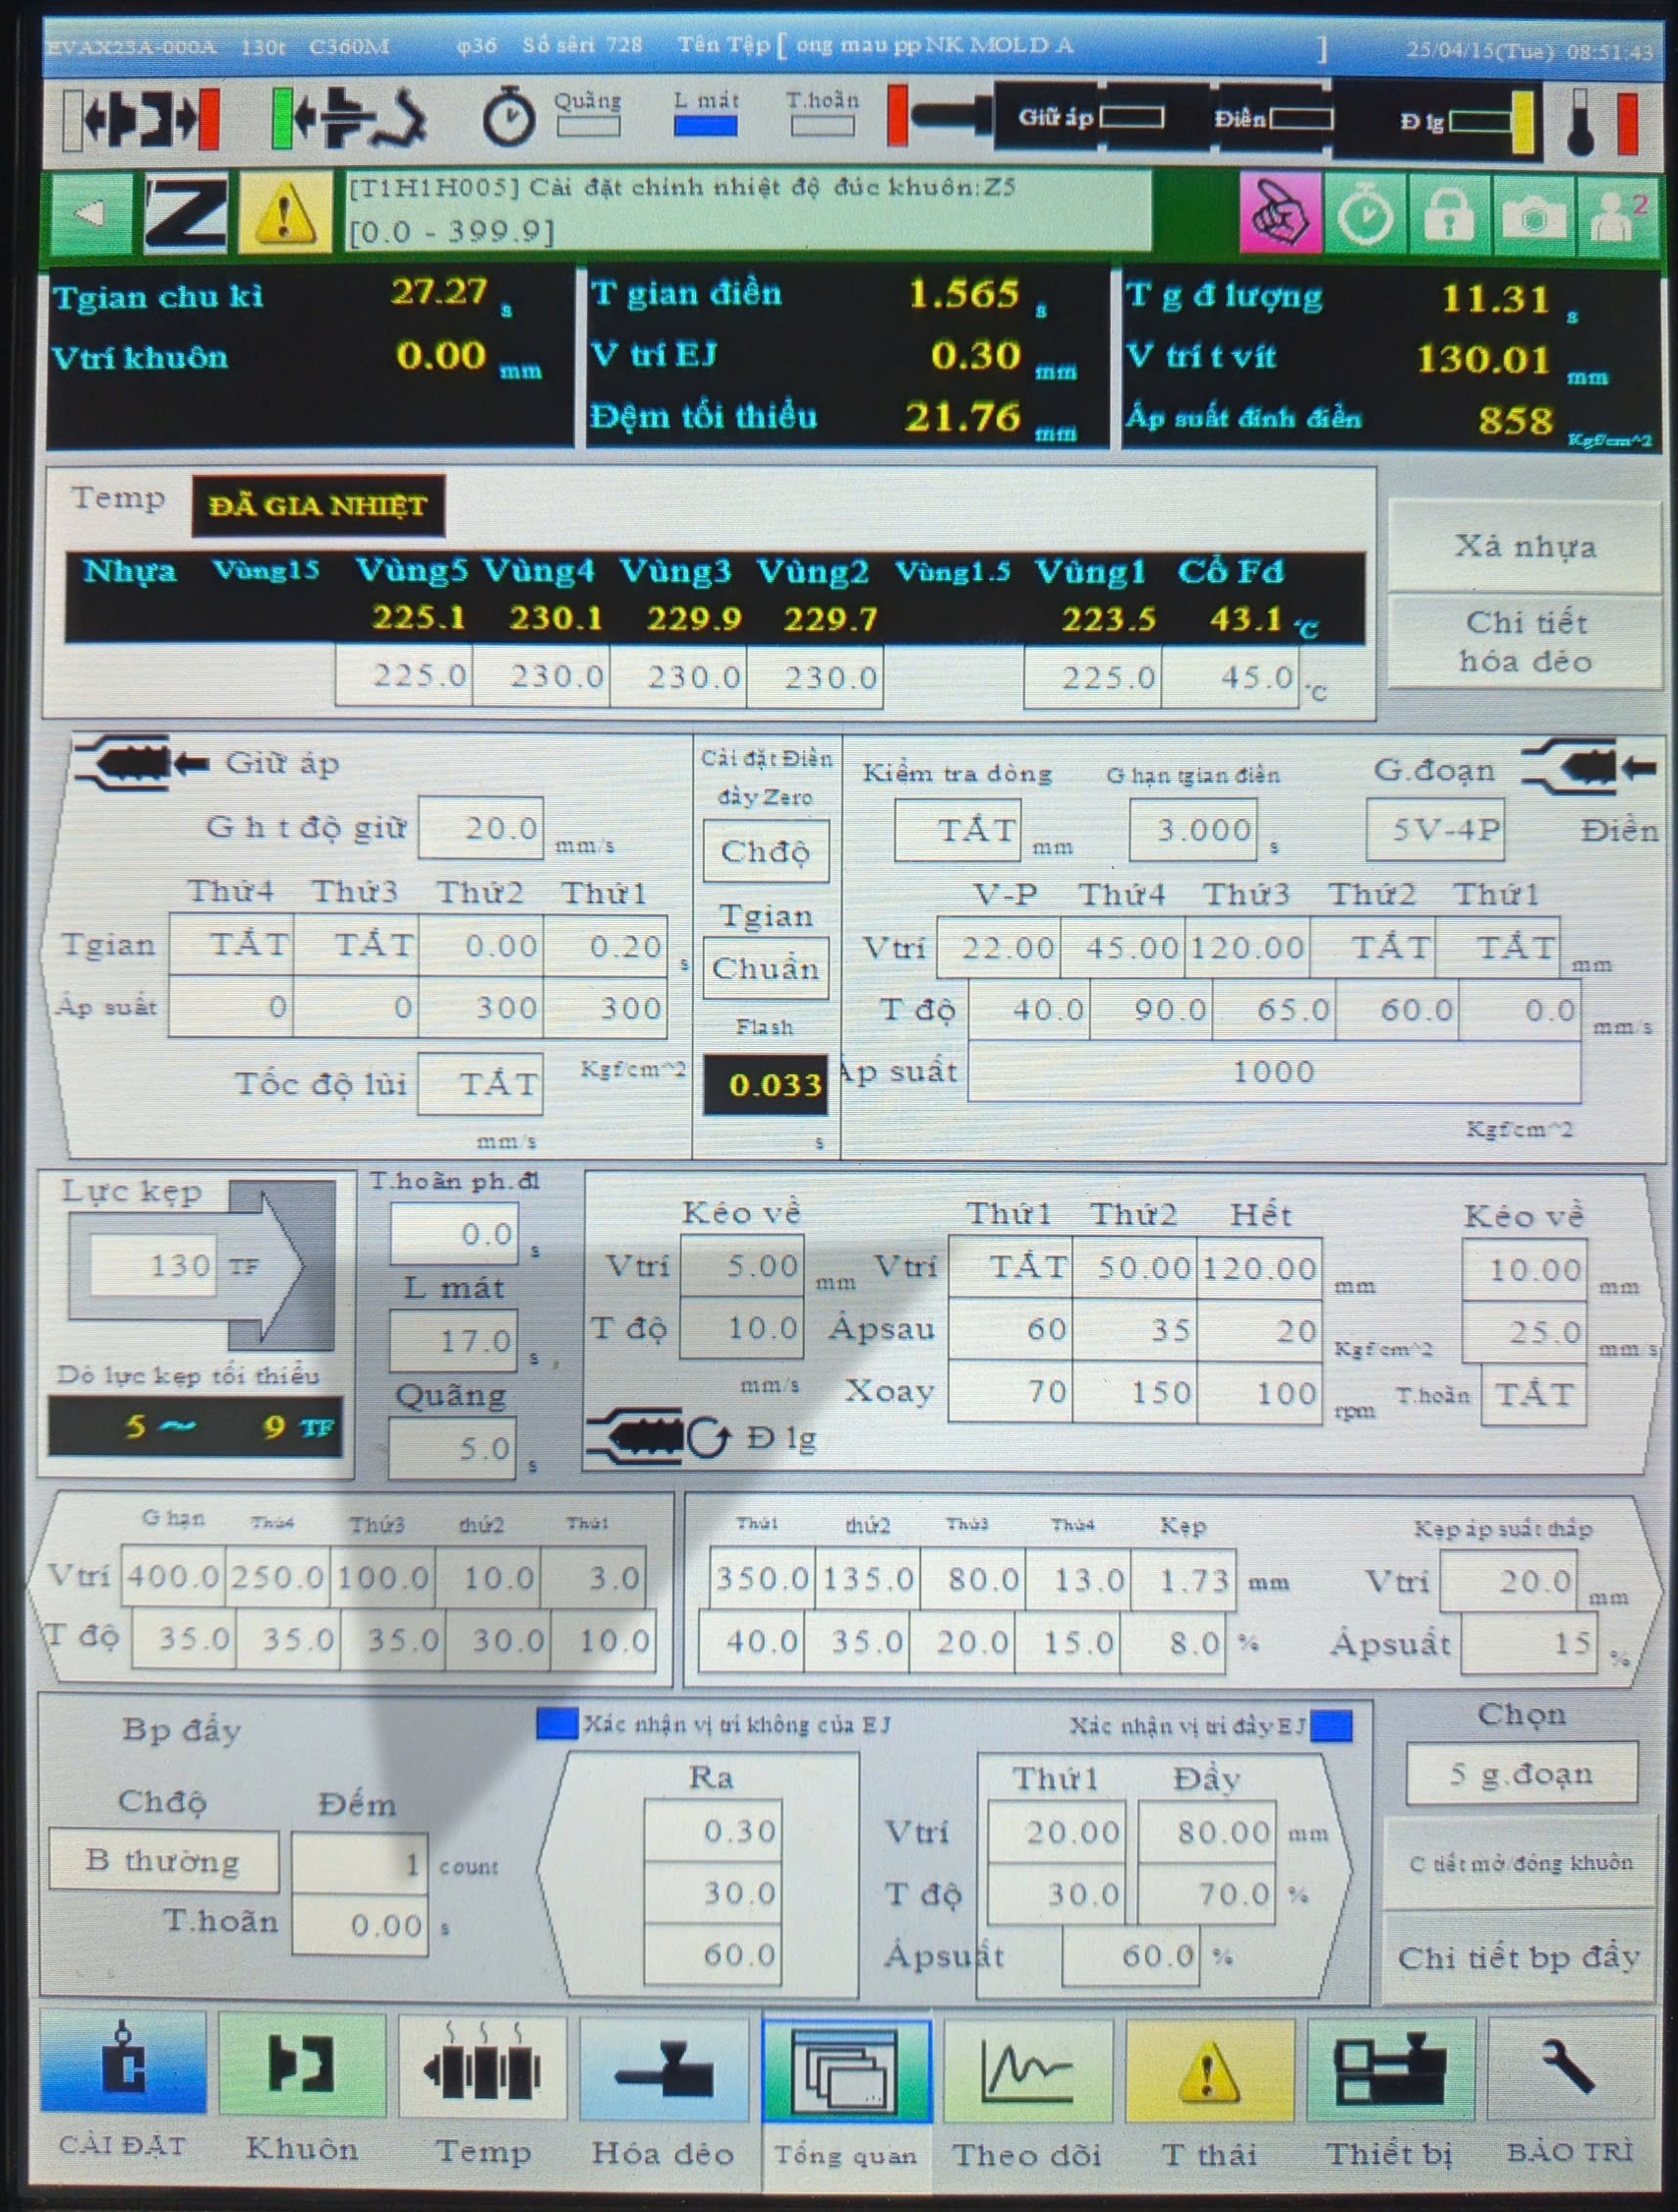 EVAX23A-000A 130t C360M φ36 Số sêri 728 Tên Tệp [ ong mau pp NK MOLD A ] 25/04/15(Tue) 08:51:43
Quãng L mát T.hoãn Giữ áp Điền Đ lg
[T1H1H005] Cài đặt chỉnh nhiệt độ đúc khuôn:Z5
[0.0 - 399.9]
2
Tgian chu kì 27.27 s T gian điền 1.565 s T g đ lượng 11.31 s
Vtrí khuôn 0.00 mm V trí EJ 0.30 mm V trí t vít 130.01 mm
Đệm tối thiểu 21.76 mm Áp suất đỉnh điền 858 Kgf/cm^2
Temp ĐÃ GIA NHIỆT
Xả nhựa
Nhựa Vùng15 Vùng5 Vùng4 Vùng3 Vùng2 Vùng1.5 Vùng1 Cổ Fd
225.1 230.1 229.9 229.7 223.5 43.1 °C
225.0 230.0 230.0 230.0 225.0 45.0 °C
Chi tiết
hóa dẻo
Giữ áp
G h t độ giữ 20.0 mm/s
Thứ4 Thứ3 Thứ2 Thứ1
Tgian TẮT TẮT 0.00 0.20 s
Áp suất 0 0 300 300
Tốc độ lùi TẮT Kgf/cm^2
mm/s
Cài đặt Điền
đầy Zero
Chđộ
Tgian
Chuẩn
Flash
0.033
s
Kiểm tra dòng G hạn tgian điền G.đoạn
TẮT mm 3.000 s 5V-4P Điền
V-P Thứ4 Thứ3 Thứ2 Thứ1
Vtrí 22.00 45.00 120.00 TẮT TẮT mm
T độ 40.0 90.0 65.0 60.0 0.0 mm/s
Áp suất 1000
Kgf/cm^2
Lực kẹp
130 TF
Dò lực kẹp tối thiểu
5 ~ 9 TF
T.hoãn ph.đl
0.0 s
L mát
17.0 s
Quãng
5.0 s
Kéo về Thứ1 Thứ2 Hết Kéo về
Vtrí 5.00 mm Vtrí TẮT 50.00 120.00 mm 10.00 mm
T độ 10.0 Ápsau 60 35 20 Kgf/cm^2 25.0 mm/s
mm/s Xoay 70 150 100 rpm T.hoãn TẮT
Đ lg
G hạn Thứ4 Thứ3 thứ2 Thứ1
Vtrí 400.0 250.0 100.0 10.0 3.0
T độ 35.0 35.0 35.0 30.0 10.0
Thứ1 thứ2 Thứ3 Thứ4 Kẹp Kẹp áp suất thấp
350.0 135.0 80.0 13.0 1.73 mm Vtrí 20.0 mm
40.0 35.0 20.0 15.0 8.0 % Ápsuất 15 %
Bp đẩy Xác nhận vị trí không của EJ Xác nhận vị trí đẩy EJ
Chđộ Đếm
B thường 1 count
T.hoãn 0.00 s
Ra
0.30
30.0
60.0
Thứ1 Đẩy
Vtrí 20.00 80.00 mm
T độ 30.0 70.0 %
Ápsuất 60.0 %
Chọn
5 g.đoạn
C tiết mở/đóng khuôn
Chi tiết bp đẩy
CÀI ĐẶT Khuôn Temp Hóa dẻo Tổng quan Theo dõi T thái Thiết bị BẢO TRÌ